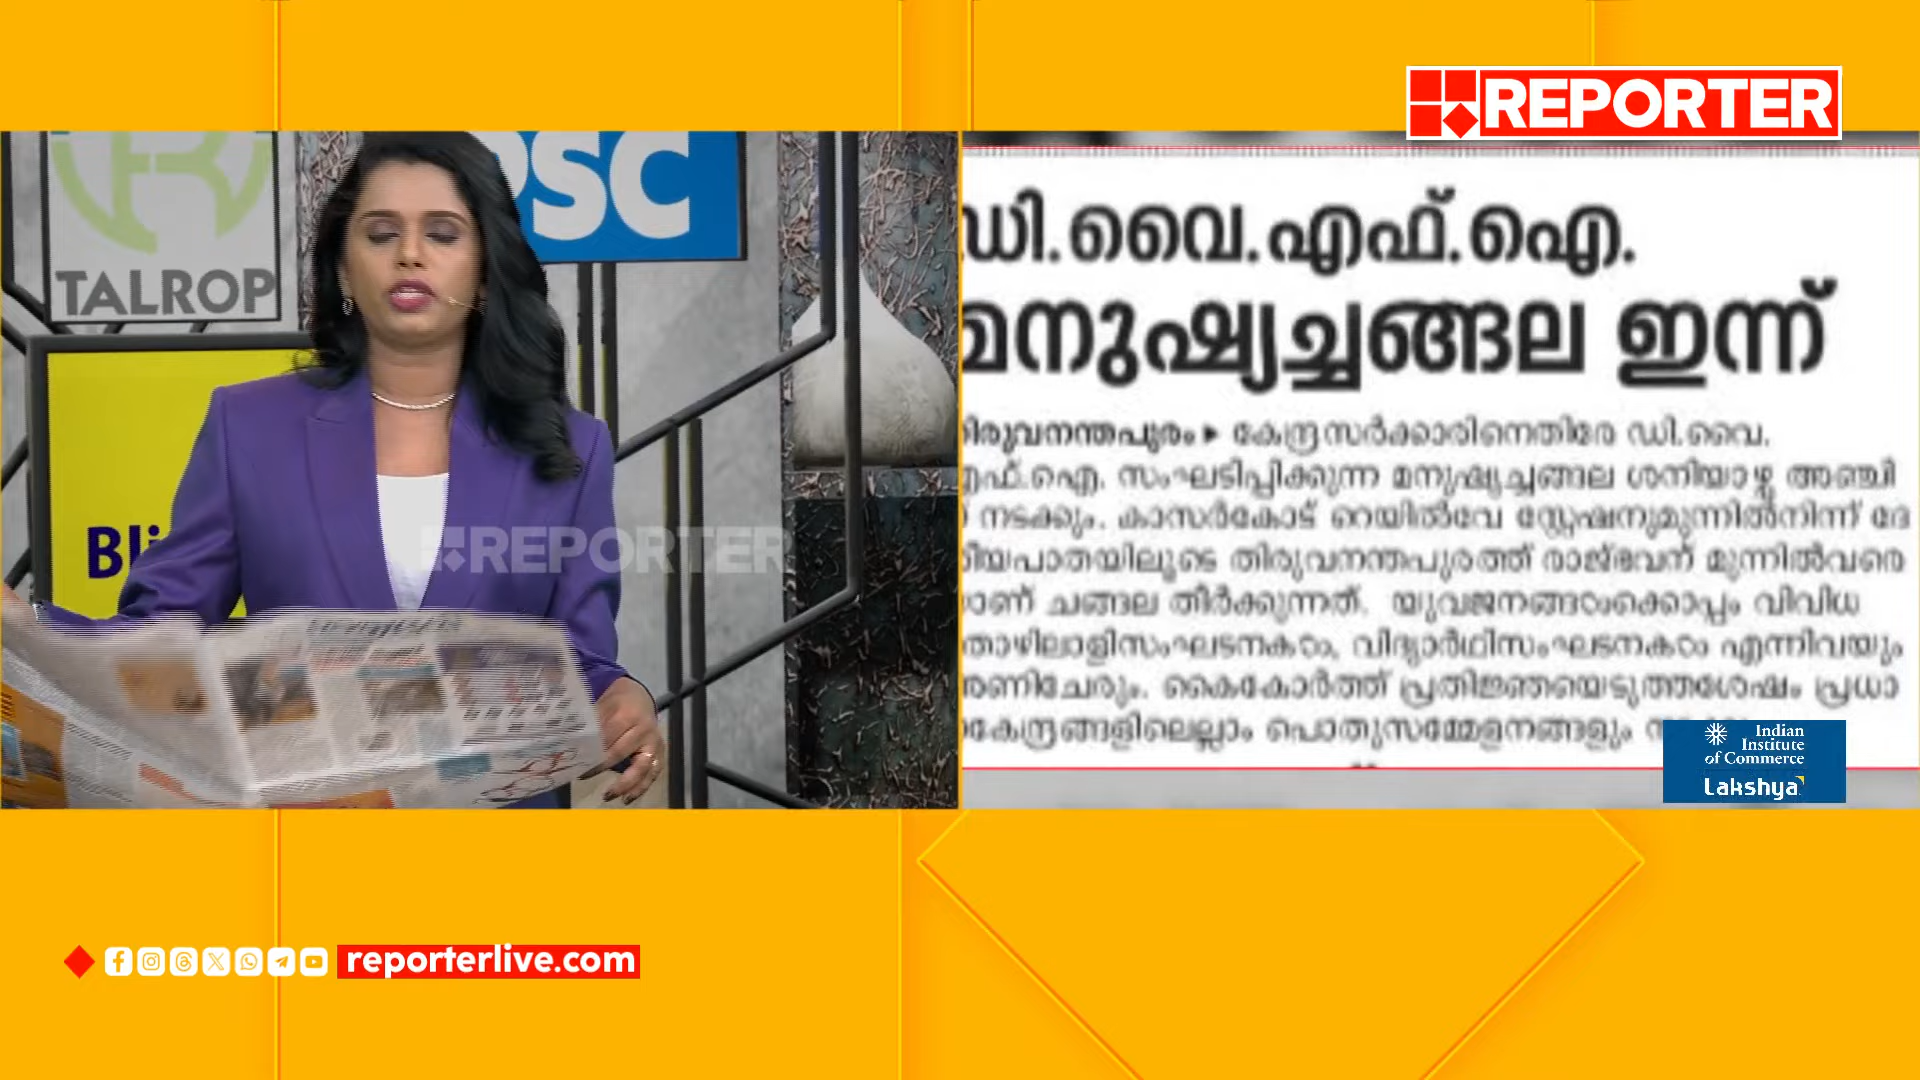 REPORTER
TALROP
PSC
REPORTER
ഡി.വൈ.എഫ്.ഐ.
മനുഷ്യച്ചങ്ങല ഇന്ന്
തിരുവനന്തപുരം ▸ കേന്ദ്രസർക്കാരിനെതിരേ ഡി.വൈ.
എഫ്.ഐ. സംഘടിപ്പിക്കുന്ന മനുഷ്യച്ചങ്ങല ശനിയാഴ്ച അഞ്ചി
ന് നടക്കും. കാസർകോട് റെയിൽവേ സ്റ്റേഷനുമുന്നിൽനിന്ന് ദേ
ശീയപാതയിലൂടെ തിരുവനന്തപുരത്ത് രാജ്ഭവന് മുന്നിൽവരെ
യാണ് ചങ്ങല തീർക്കുന്നത്. യുവജനങ്ങൾക്കൊപ്പം വിവിധ
തൊഴിലാളിസംഘടനകൾ, വിദ്യാർഥിസംഘടനകൾ എന്നിവയും
അണിചേരും. കൈകോർത്ത് പ്രതിജ്ഞയെടുത്തശേഷം പ്രധാ
നകേന്ദ്രങ്ങളിലെല്ലാം പൊതുസമ്മേളനങ്ങളും
Indian
Institute
of Commerce
Lakshya
reporterlive.com